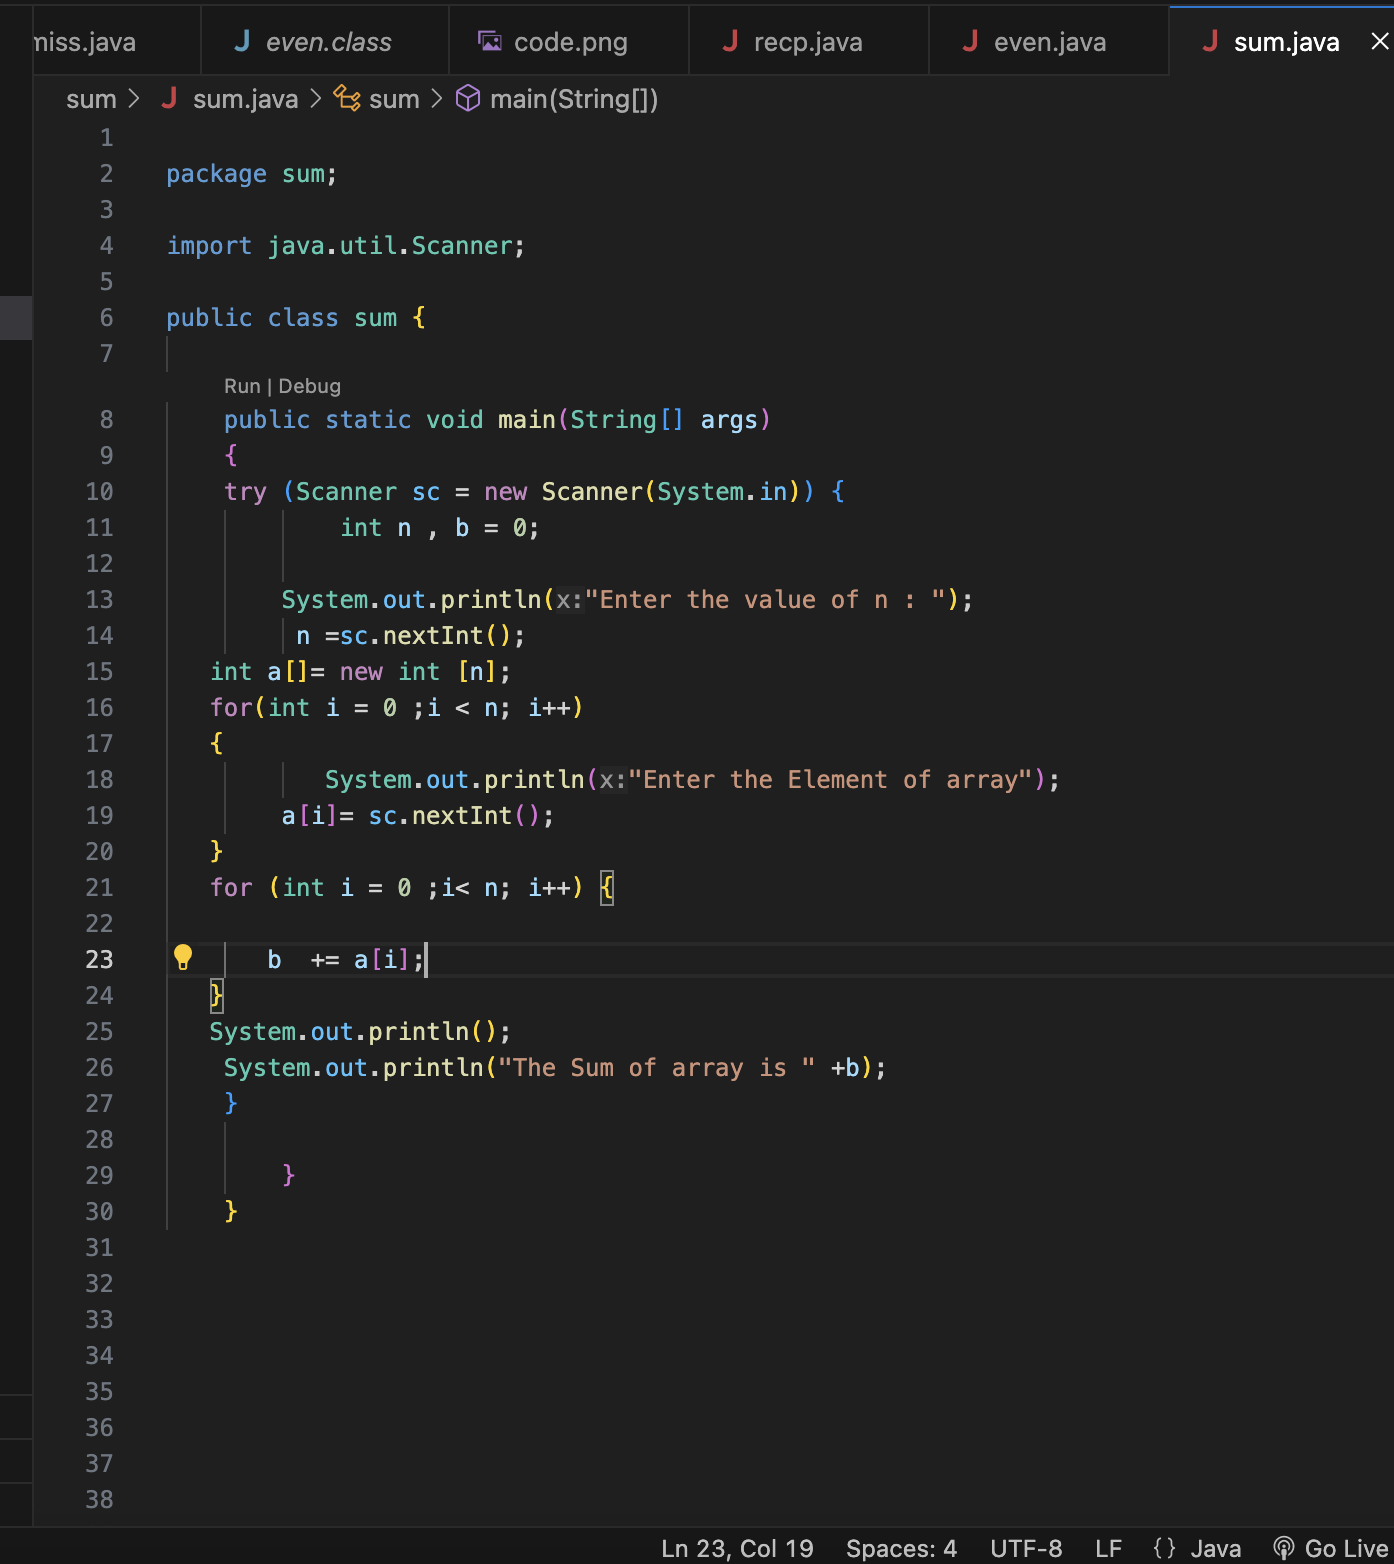 miss.java even.class code.png recp.java even.java sum.java
sum > sum.java > sum > main(String[])
1
2 package sum;
3
4 import java.util.Scanner;
5
6 public class sum {
7
Run | Debug
8 public static void main(String[] args)
9 {
10 try (Scanner sc = new Scanner(System.in)) {
11 int n , b = 0;
12
13 System.out.println(x:"Enter the value of n : ");
14 n =sc.nextInt();
15 int a[]= new int [n];
16 for(int i = 0 ;i < n; i++)
17 {
18 System.out.println(x:"Enter the Element of array");
19 a[i]= sc.nextInt();
20 }
21 for (int i = 0 ;i< n; i++) {
22
23 b  += a[i];
24 }
25 System.out.println();
26 System.out.println("The Sum of array is " +b);
27 }
28
29 }
30 }
31
32
33
34
35
36
37
38
Ln 23, Col 19 Spaces: 4 UTF-8 LF {} Java Go Live